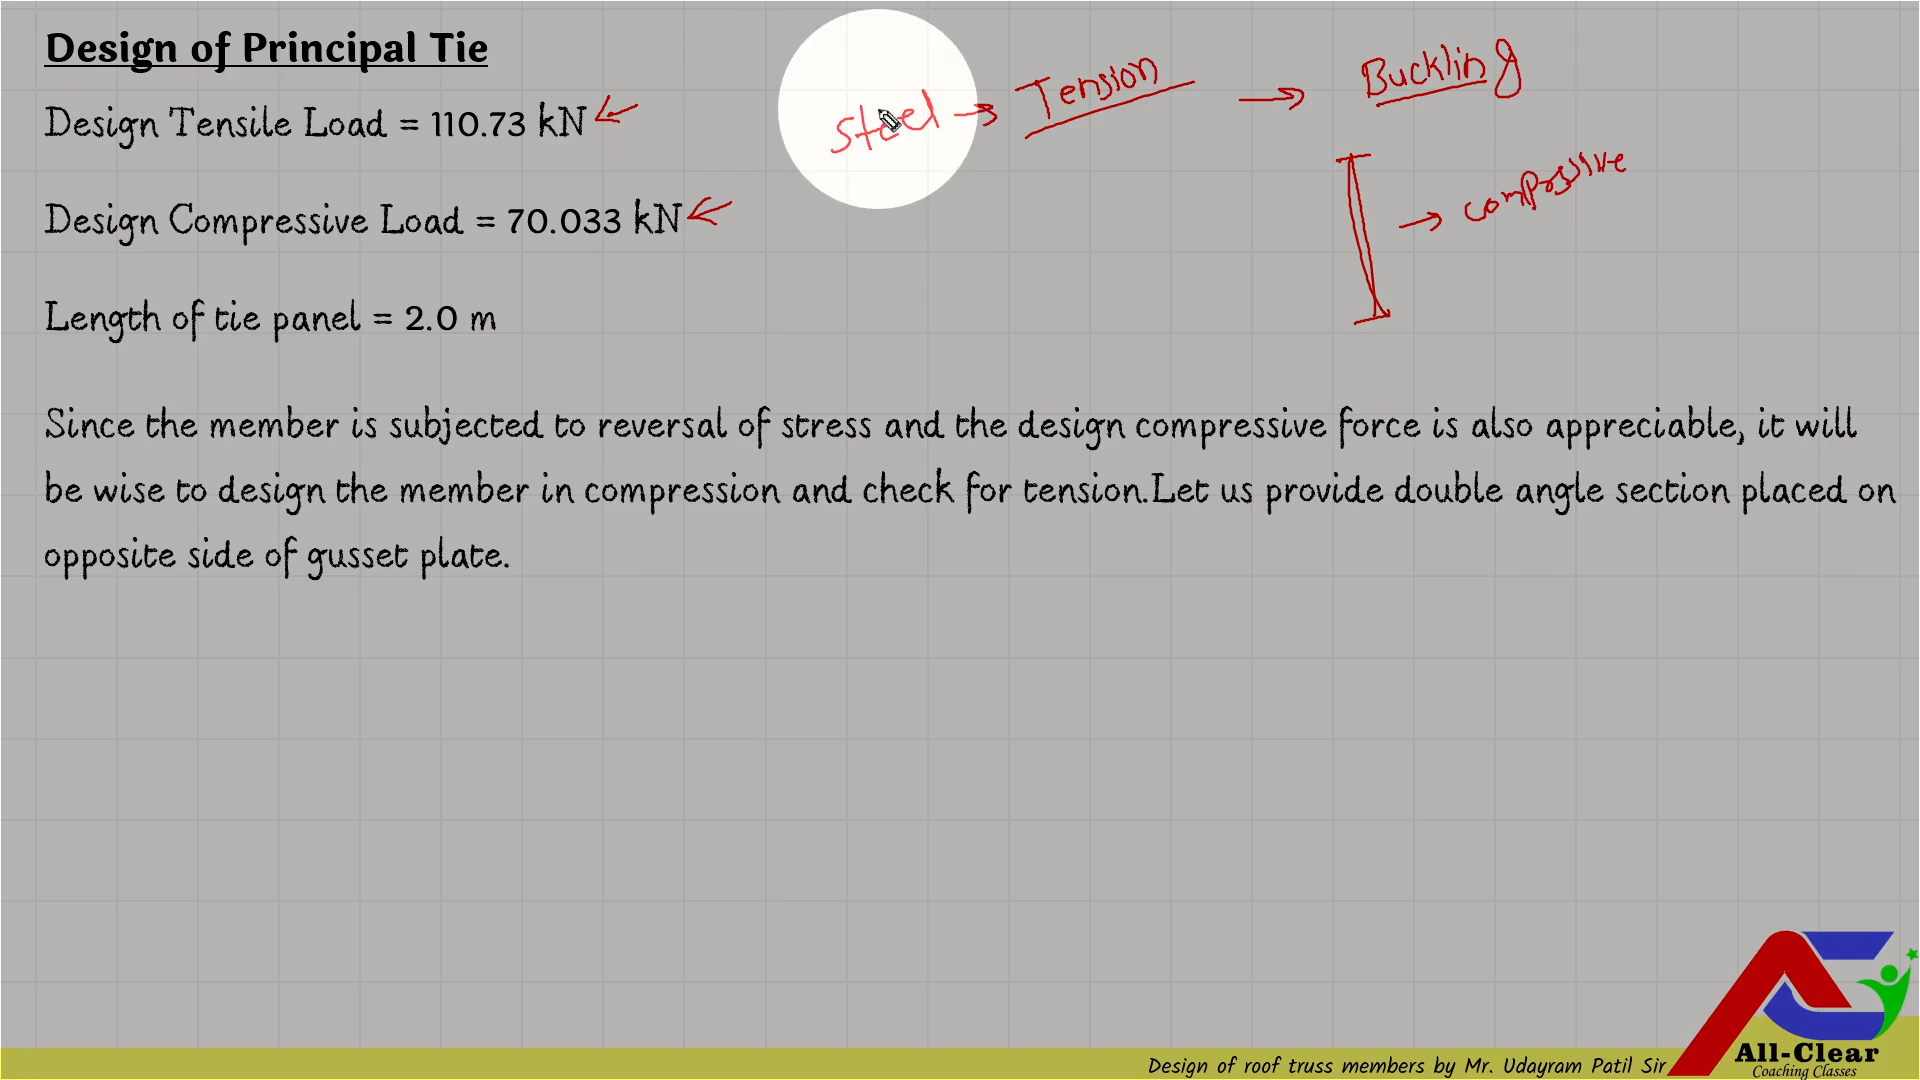 Design of Principal Tie
Design Tensile Load = 110.73 kN
Steel → Tension → Buckling
Design Compressive Load = 70.033 kN
→ compressive
Length of tie panel = 2.0 m
Since the member is subjected to reversal of stress and the design compressive force is also appreciable, it will
be wise to design the member in compression and check for tension.Let us provide double angle section placed on
opposite side of gusset plate.
Design of roof truss members by Mr. Udayram Patil Sir
All-Clear
Coaching Classes